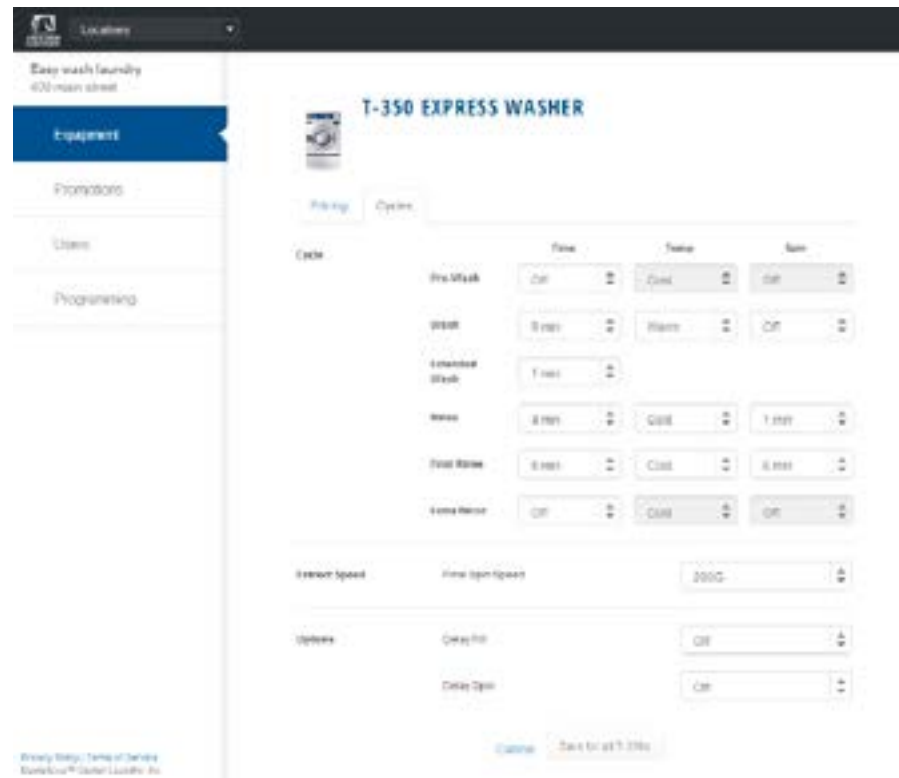 Locations
Easy wash laundry
400 main street
T-350 EXPRESS WASHER
Equipment
Promotions
Pricing Cycles
Users
Time Temp Spin
Cycle
Pre Wash Off Cold Off
Programming
Wash Warm Off
Extended
Wash
Rinse Cold 1 min
Final Rinse Cold
Extra Rinse Off Cold Off
Extract Speed Final Spin Speed 200G
Options Delay Fill Off
Delay Spin Off
Cancel Save for all T-350s
Privacy Policy Terms of Service